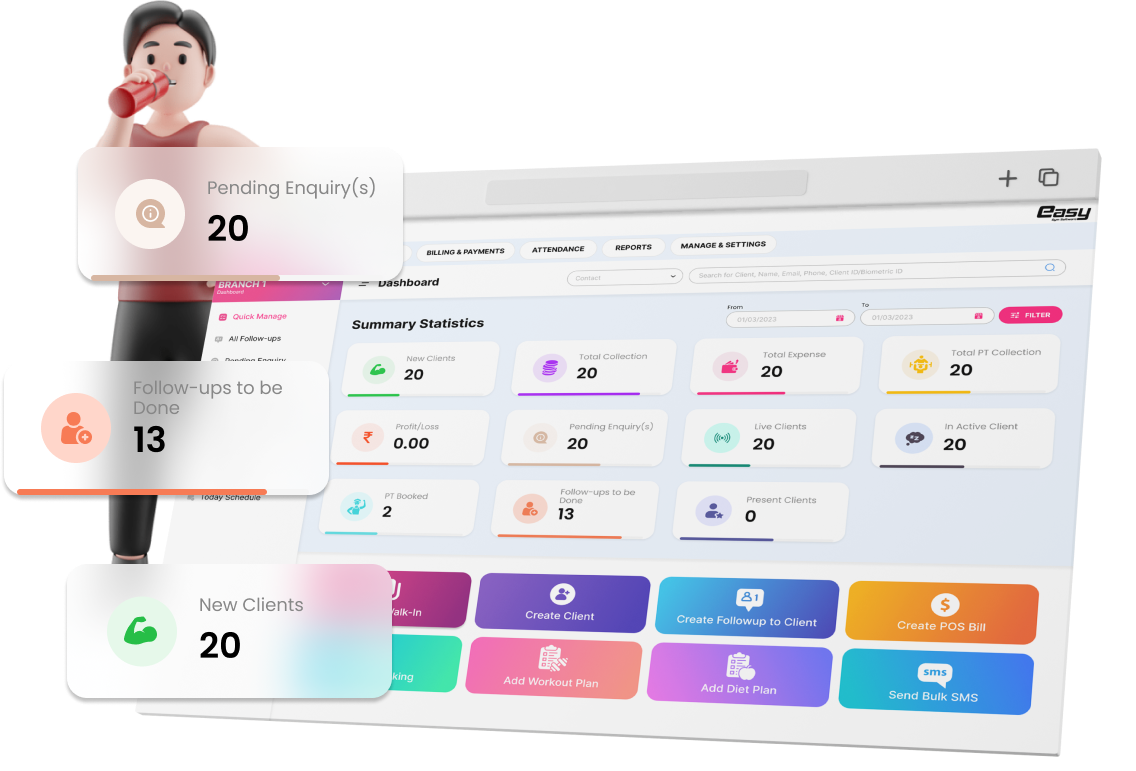 Pending Enquiry(s)
20
easy
Gym Software
BILLING & PAYMENTS
ATTENDANCE
REPORTS
MANAGE & SETTINGS
Dashboard
Contact
Search for Client, Name, Email, Phone, Client ID/Biometric ID
BRANCH 1
Dashboard
Quick Manage
All Follow-ups
Pending Enquiry
Summary Statistics
From
01/03/2023
To
01/03/2023
FILTER
New Clients
20
Total Collection
20
Total Expense
20
Total PT Collection
20
Follow-ups to be
Done
13
Profit/Loss
0.00
Pending Enquiry(s)
20
Live Clients
20
In Active Client
20
Today Schedule
PT Booked
2
Follow-ups to be
Done
13
Present Clients
0
New Clients
20
alk-In
Create Client
1
Create Followup to Client
$
Create POS Bill
king
Add Workout Plan
Add Diet Plan
sms
Send Bulk SMS